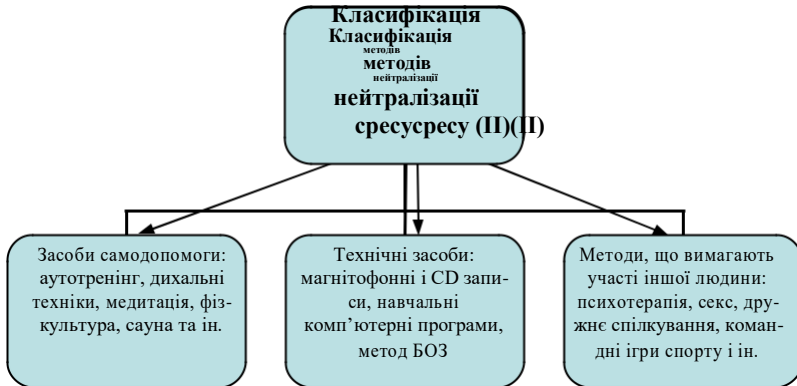 Класифікація
Класифікація
методів
методів
нейтралізації
нейтралізації
сресусресу (II)(II)
Засоби самодопомоги:
аутотренінг, дихальні
техніки, медитація, фіз-
культура, сауна та ін.
Технічні засоби:
магнітофонні і CD запи-
си, навчальні
комп’ютерні програми,
метод БОЗ
Методи, що вимагають
участі іншої людини:
психотерапія, секс, дру-
жнє спілкування, коман-
дні ігри спорту і ін.